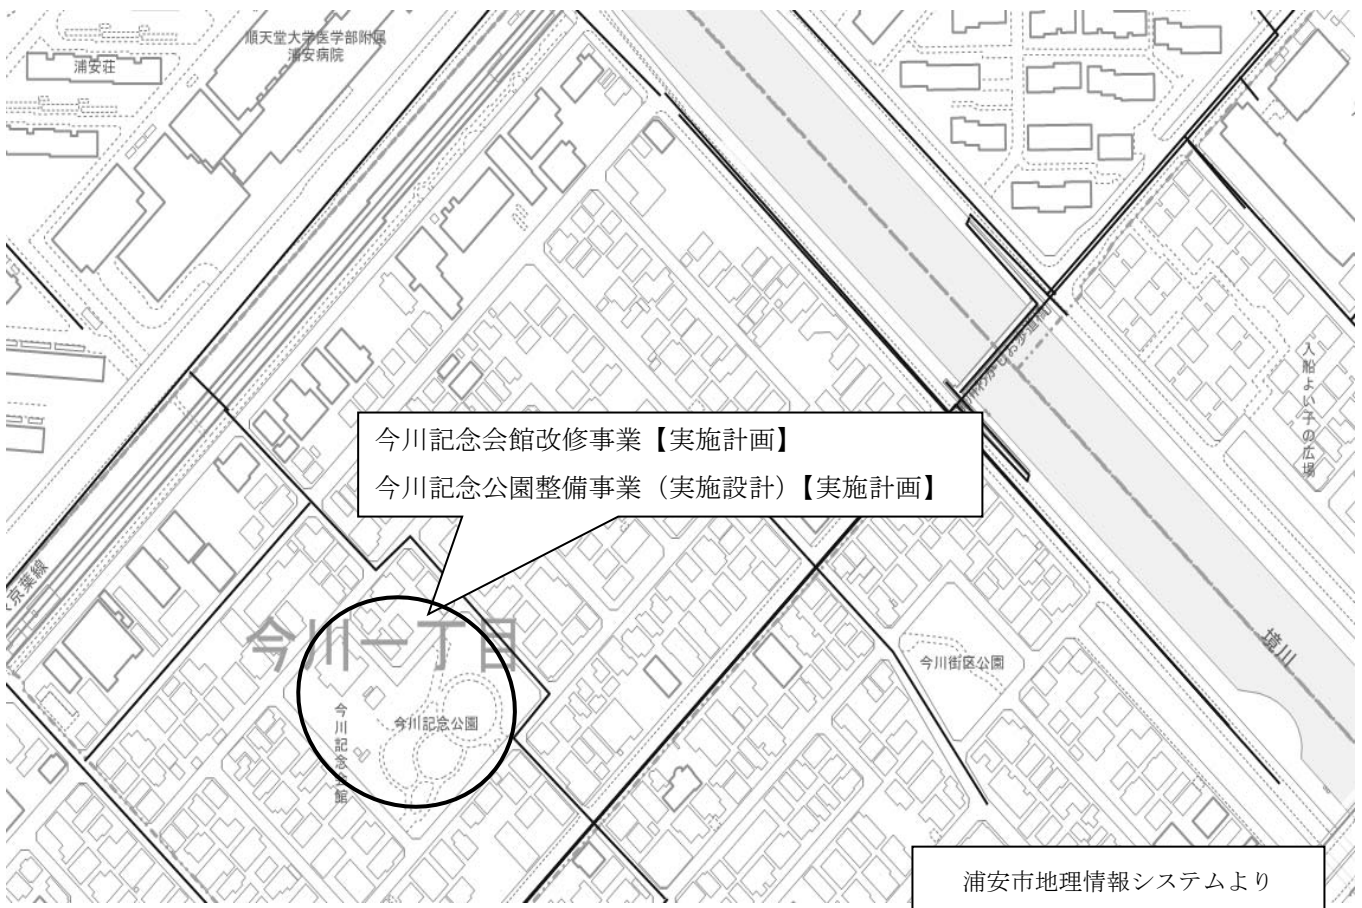 順天堂大学医学部附属
浦安病院
浦安荘
入船よい子の広場
今川記念会館改修事業【実施計画】
今川記念公園整備事業（実施設計）【実施計画】
京葉線
今川一丁目
今川記念公園
今川記念会館
今川街区公園
境川
浦安市地理情報システムより